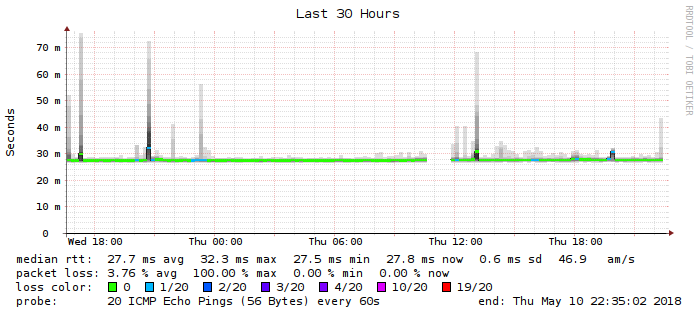 Last 30 Hours
RRDTOOL / TOBI OETIKER
Seconds
70 m
60 m
50 m
40 m
30 m
20 m
10 m
0
Wed 18:00 Thu 00:00 Thu 06:00 Thu 12:00 Thu 18:00
median rtt: 27.7 ms avg 32.3 ms max 27.5 ms min 27.8 ms now 0.6 ms sd 46.9 am/s
packet loss: 3.76 % avg 100.00 % max 0.00 % min 0.00 % now
loss color: 0 1/20 2/20 3/20 4/20 10/20 19/20
probe: 20 ICMP Echo Pings (56 Bytes) every 60s end: Thu May 10 22:35:02 2018